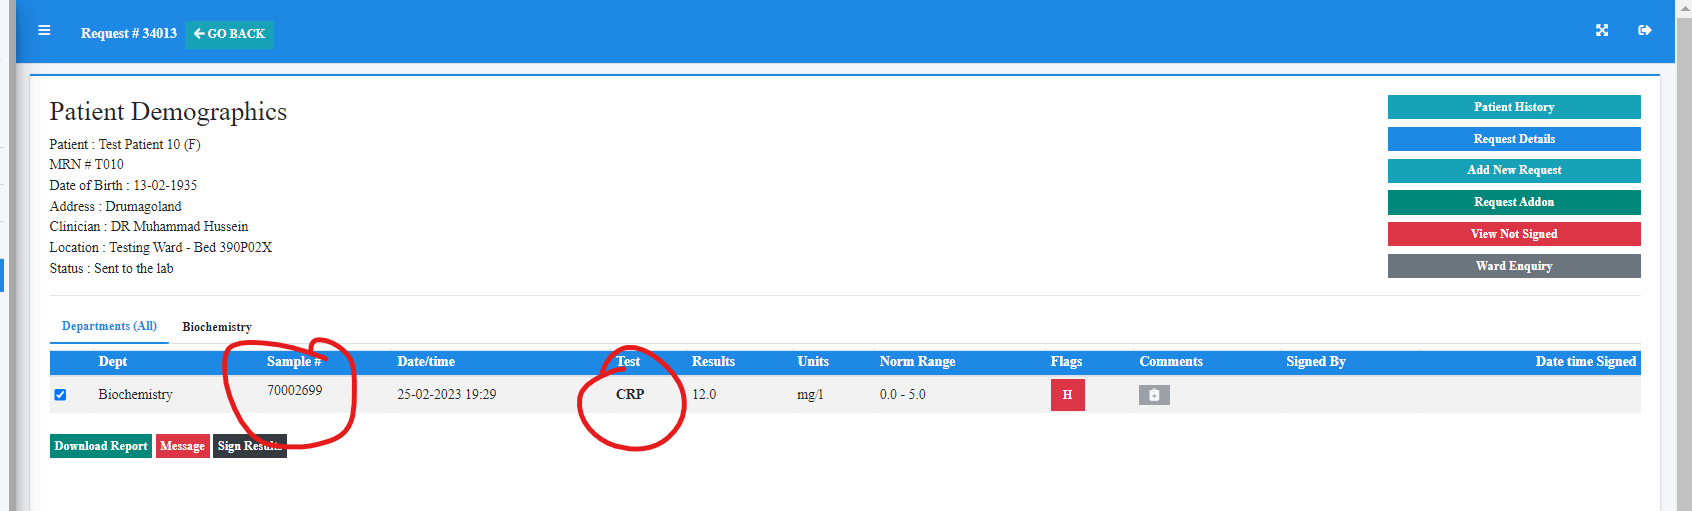 Request # 34013 GO BACK
Patient Demographics
Patient : Test Patient 10 (F)
MRN # T010
Date of Birth : 13-02-1935
Address : Drumagoland
Clinician : DR Muhammad Hussein
Location : Testing Ward - Bed 390P02X
Status : Sent to the lab
Patient History
Request Details
Add New Request
Request Addon
View Not Signed
Ward Enquiry
Departments (All) Biochemistry
Dept Sample # Date/time Test Results Units Norm Range Flags Comments Signed By Date time Signed
Biochemistry 70002699 25-02-2023 19:29 CRP 12.0 mg/l 0.0 - 5.0 H
Download Report Message Sign Results